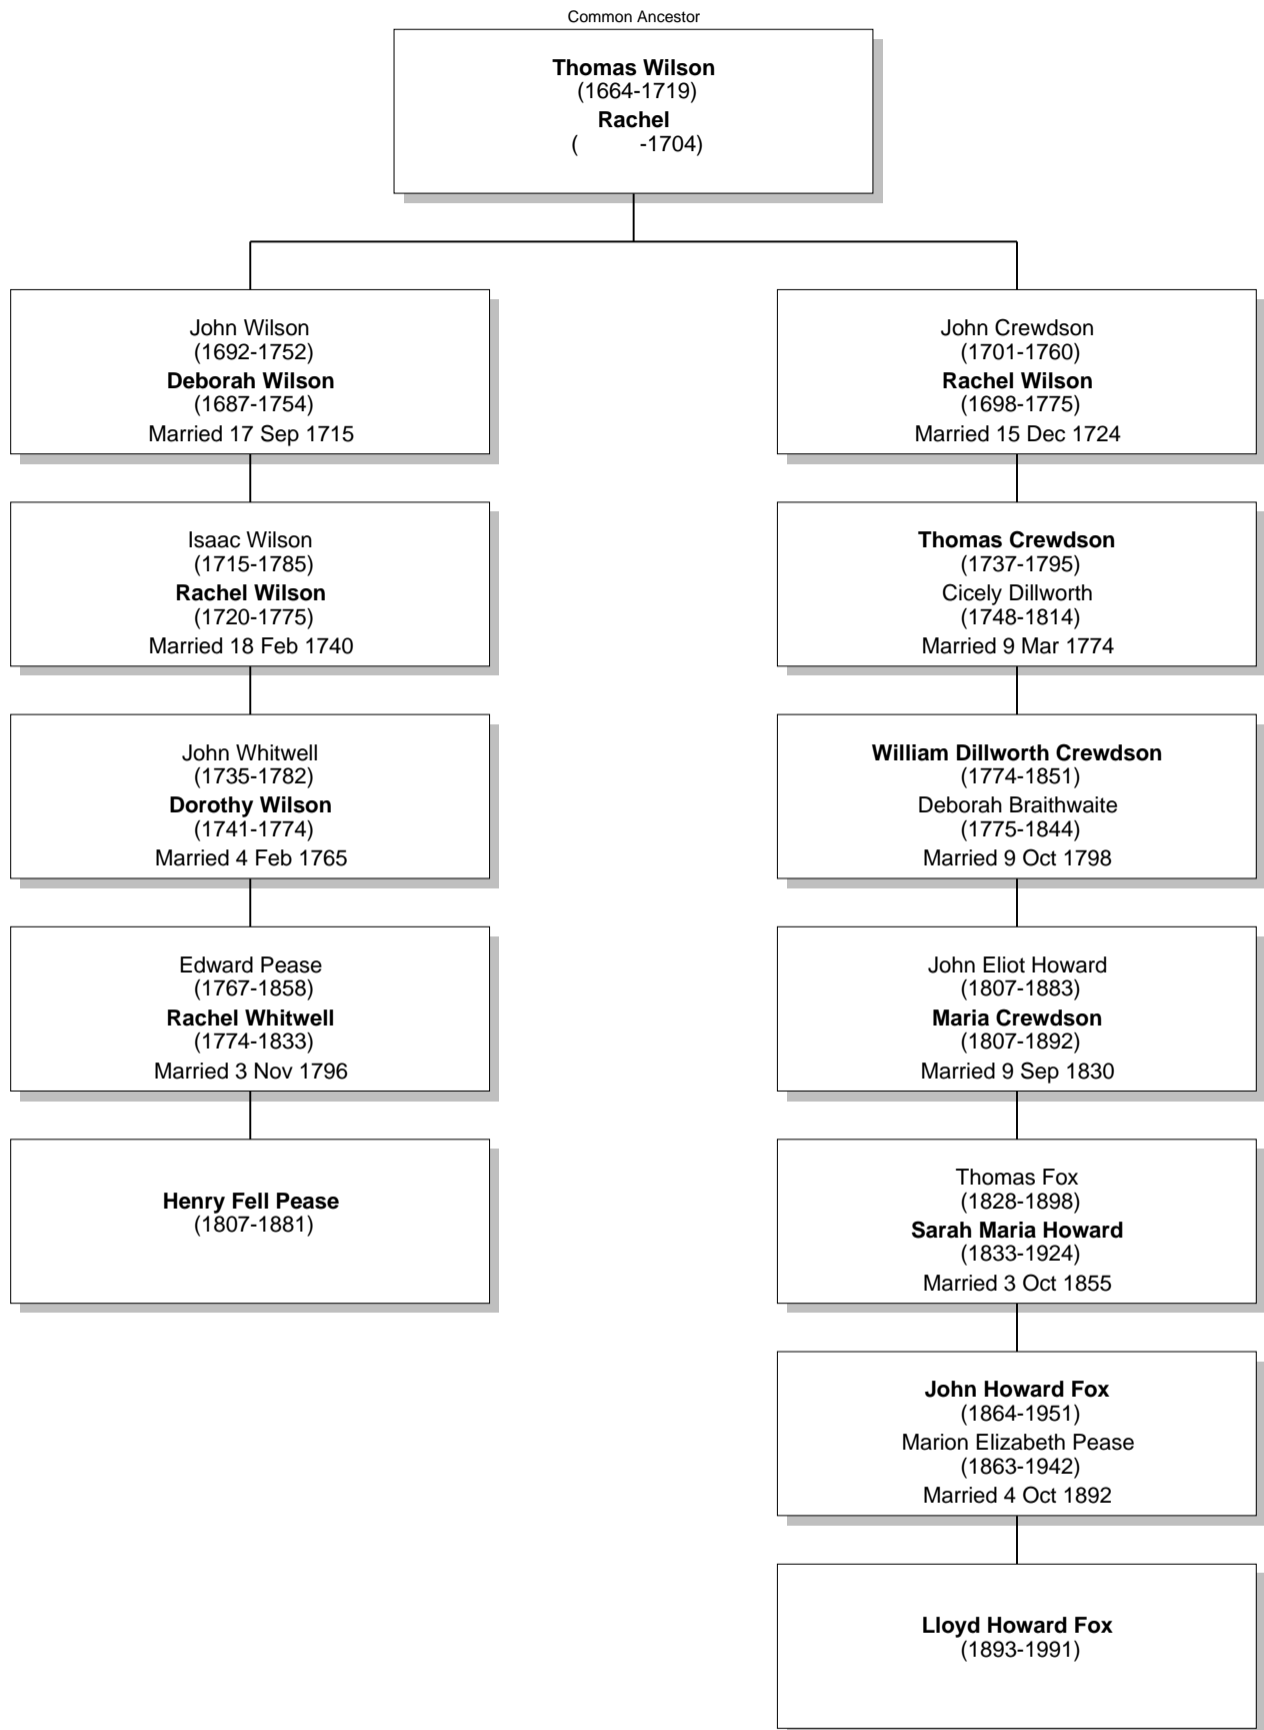 Common Ancestor
Thomas Wilson
(1664-1719)
Rachel
( -1704)
John Wilson
(1692-1752)
Deborah Wilson
(1687-1754)
Married 17 Sep 1715
John Crewdson
(1701-1760)
Rachel Wilson
(1698-1775)
Married 15 Dec 1724
Isaac Wilson
(1715-1785)
Rachel Wilson
(1720-1775)
Married 18 Feb 1740
Thomas Crewdson
(1737-1795)
Cicely Dillworth
(1748-1814)
Married 9 Mar 1774
John Whitwell
(1735-1782)
Dorothy Wilson
(1741-1774)
Married 4 Feb 1765
William Dillworth Crewdson
(1774-1851)
Deborah Braithwaite
(1775-1844)
Married 9 Oct 1798
Edward Pease
(1767-1858)
Rachel Whitwell
(1774-1833)
Married 3 Nov 1796
John Eliot Howard
(1807-1883)
Maria Crewdson
(1807-1892)
Married 9 Sep 1830
Henry Fell Pease
(1807-1881)
Thomas Fox
(1828-1898)
Sarah Maria Howard
(1833-1924)
Married 3 Oct 1855
John Howard Fox
(1864-1951)
Marion Elizabeth Pease
(1863-1942)
Married 4 Oct 1892
Lloyd Howard Fox
(1893-1991)